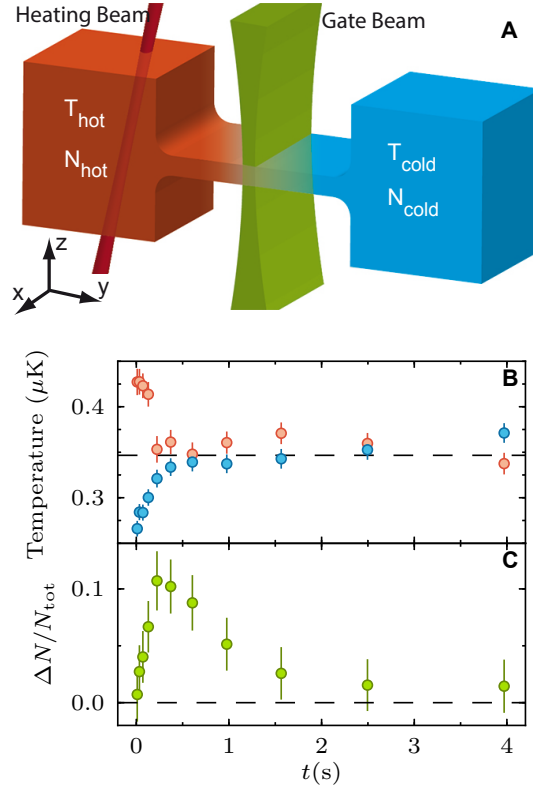 Heating Beam
Gate Beam
A
T_hot
N_hot
T_cold
N_cold
z
x
y
B
Temperature (μK)
0.4
0.3
C
ΔN/N_tot
0.1
0.0
0 1 2 3 4
t(s)